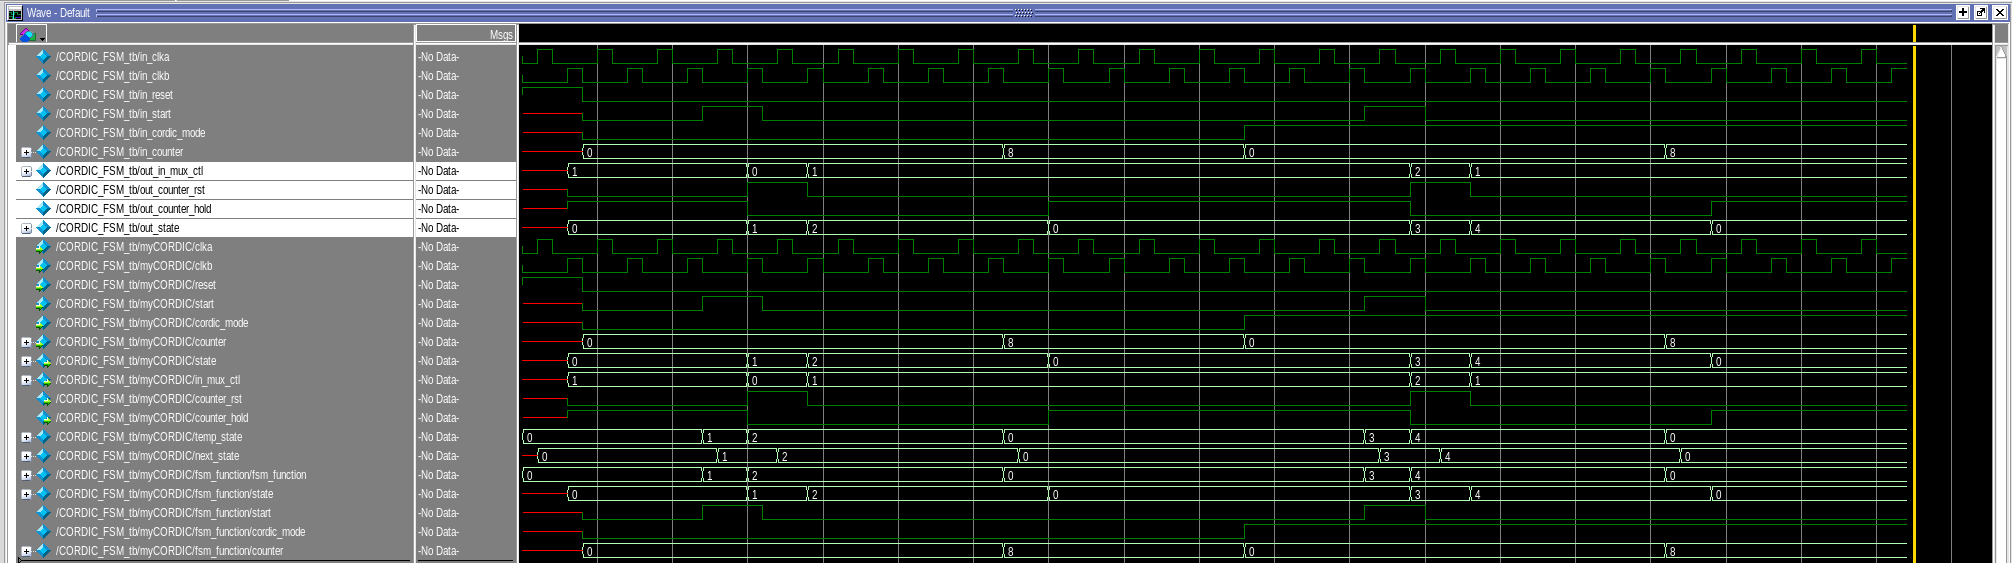 Wave - Default
Msgs
/CORDIC_FSM_tb/in_clka -No Data-
/CORDIC_FSM_tb/in_clkb -No Data-
/CORDIC_FSM_tb/in_reset -No Data-
/CORDIC_FSM_tb/in_start -No Data-
/CORDIC_FSM_tb/in_cordic_mode -No Data-
/CORDIC_FSM_tb/in_counter -No Data- 0 8 0 8
/CORDIC_FSM_tb/out_in_mux_ctl -No Data- 1 0 1 2 1
/CORDIC_FSM_tb/out_counter_rst -No Data-
/CORDIC_FSM_tb/out_counter_hold -No Data-
/CORDIC_FSM_tb/out_state -No Data- 0 1 2 0 3 4 0
/CORDIC_FSM_tb/myCORDIC/clka -No Data-
/CORDIC_FSM_tb/myCORDIC/clkb -No Data-
/CORDIC_FSM_tb/myCORDIC/reset -No Data-
/CORDIC_FSM_tb/myCORDIC/start -No Data-
/CORDIC_FSM_tb/myCORDIC/cordic_mode -No Data-
/CORDIC_FSM_tb/myCORDIC/counter -No Data- 0 8 0 8
/CORDIC_FSM_tb/myCORDIC/state -No Data- 0 1 2 0 3 4 0
/CORDIC_FSM_tb/myCORDIC/in_mux_ctl -No Data- 1 0 1 2 1
/CORDIC_FSM_tb/myCORDIC/counter_rst -No Data-
/CORDIC_FSM_tb/myCORDIC/counter_hold -No Data-
/CORDIC_FSM_tb/myCORDIC/temp_state -No Data- 0 1 2 0 3 4 0
/CORDIC_FSM_tb/myCORDIC/next_state -No Data- 0 1 2 0 3 4 0
/CORDIC_FSM_tb/myCORDIC/fsm_function/fsm_function -No Data- 0 1 2 0 3 4 0
/CORDIC_FSM_tb/myCORDIC/fsm_function/state -No Data- 0 1 2 0 3 4 0
/CORDIC_FSM_tb/myCORDIC/fsm_function/start -No Data-
/CORDIC_FSM_tb/myCORDIC/fsm_function/cordic_mode -No Data-
/CORDIC_FSM_tb/myCORDIC/fsm_function/counter -No Data- 0 8 0 8